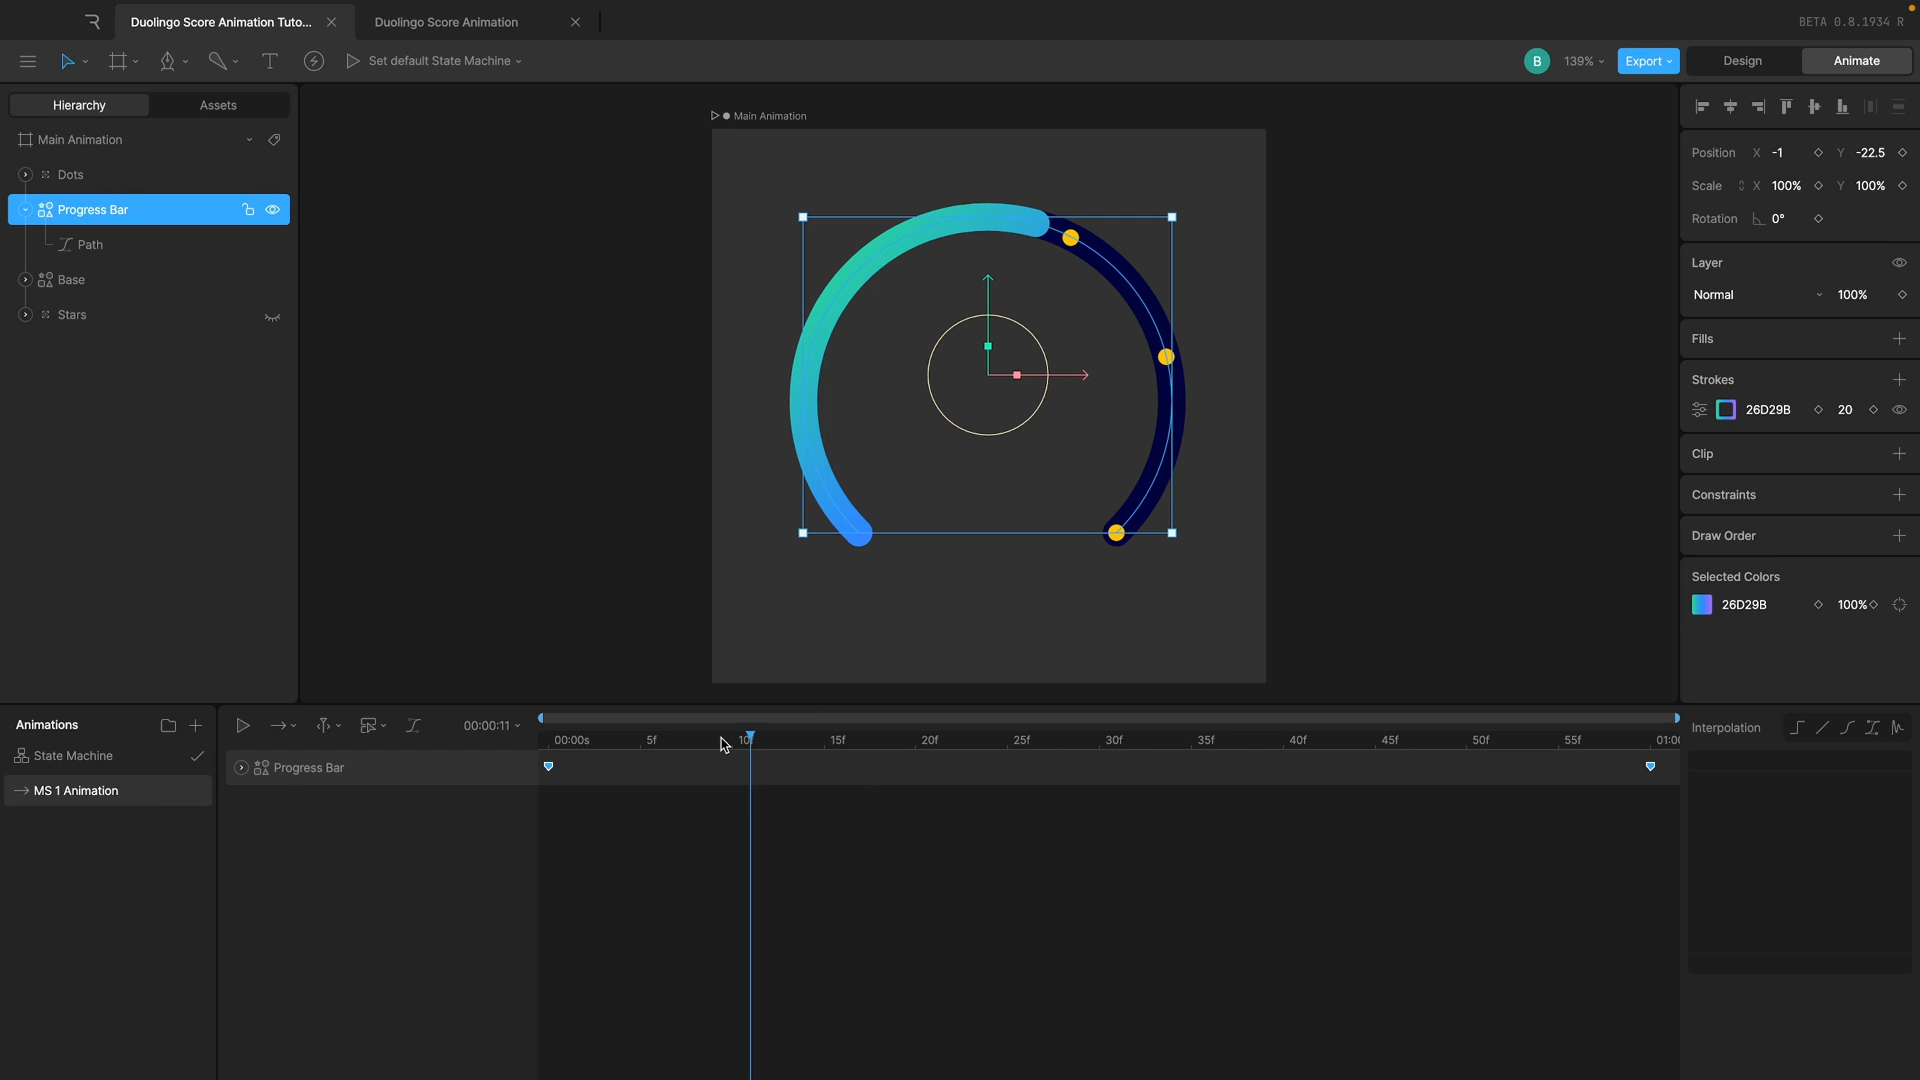 Duolingo Score Animation Tuto...
Duolingo Score Animation
BETA 0.8.1934 R
Set default State Machine
B
139%
Export
Design
Animate
Hierarchy
Assets
Main Animation
Dots
Progress Bar
Path
Base
Stars
Main Animation
Position X -1 Y -22.5
Scale X 100% Y 100%
Rotation 0°
Layer
Normal 100%
Fills
Strokes
26D29B 20
Clip
Constraints
Draw Order
Selected Colors
26D29B 100%
Animations
State Machine
MS 1 Animation
00:00:11
00:00s 5f 10f 15f 20f 25f 30f 35f 40f 45f 50f 55f 01:0
Progress Bar
Interpolation